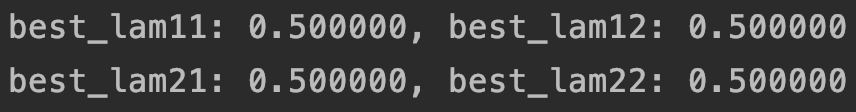 best_lam11: 0.500000, best_lam12: 0.500000
best_lam21: 0.500000, best_lam22: 0.500000